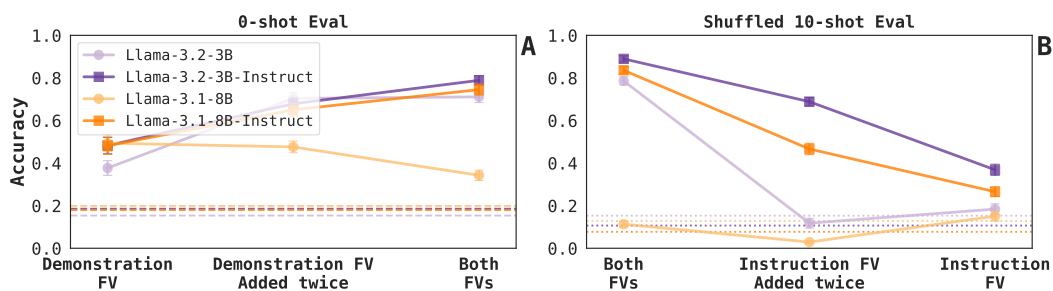 0-shot Eval
A
Accuracy
1.0
0.8
0.6
0.4
0.2
0.0
Llama-3.2-3B
Llama-3.2-3B-Instruct
Llama-3.1-8B
Llama-3.1-8B-Instruct
Demonstration
FV
Demonstration FV
Added twice
Both
FVs
Shuffled 10-shot Eval
B
1.0
0.8
0.6
0.4
0.2
0.0
Both
FVs
Instruction FV
Added twice
Instruction
FV